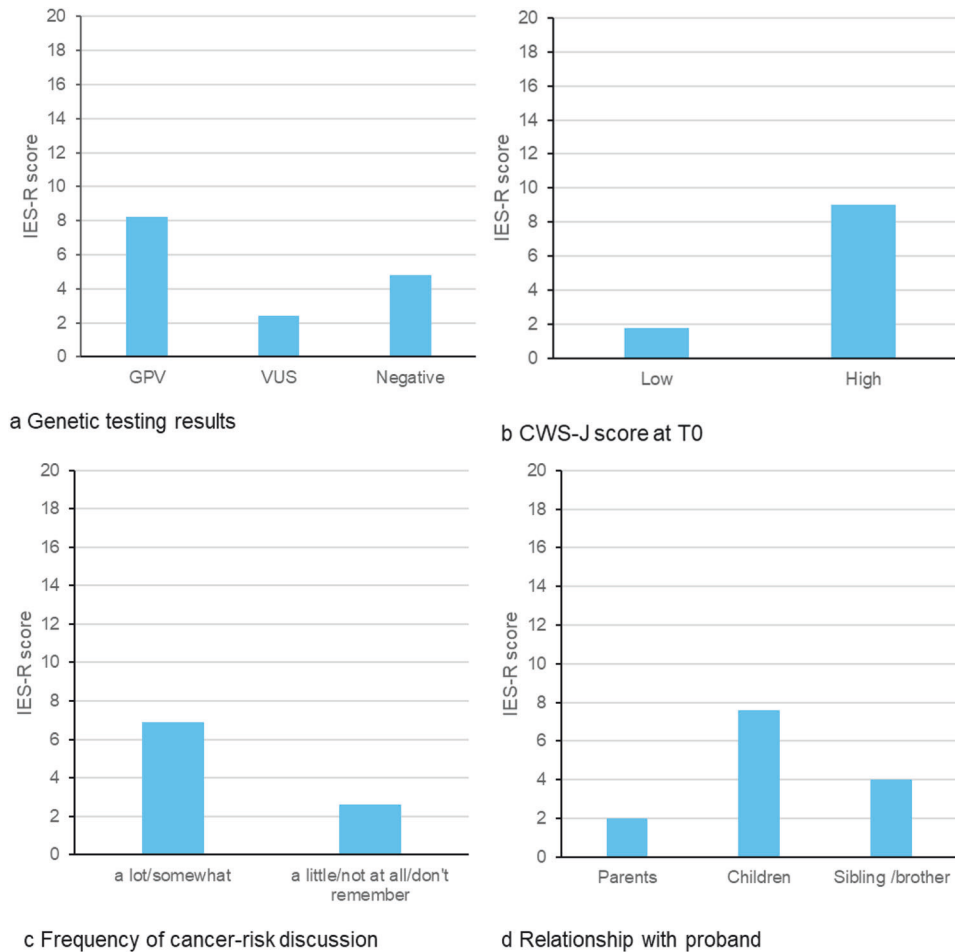 20
18
16
14
12
10
8
6
4
2
0
IES-R score
GPV
VUS
Negative
a Genetic testing results
20
18
16
14
12
10
8
6
4
2
0
IES-R score
Low
High
b CWS-J score at T0
20
18
16
14
12
10
8
6
4
2
0
IES-R score
a lot/somewhat
a little/not at all/don't
remember
c Frequency of cancer-risk discussion
20
18
16
14
12
10
8
6
4
2
0
IES-R score
Parents
Children
Sibling /brother
d Relationship with proband